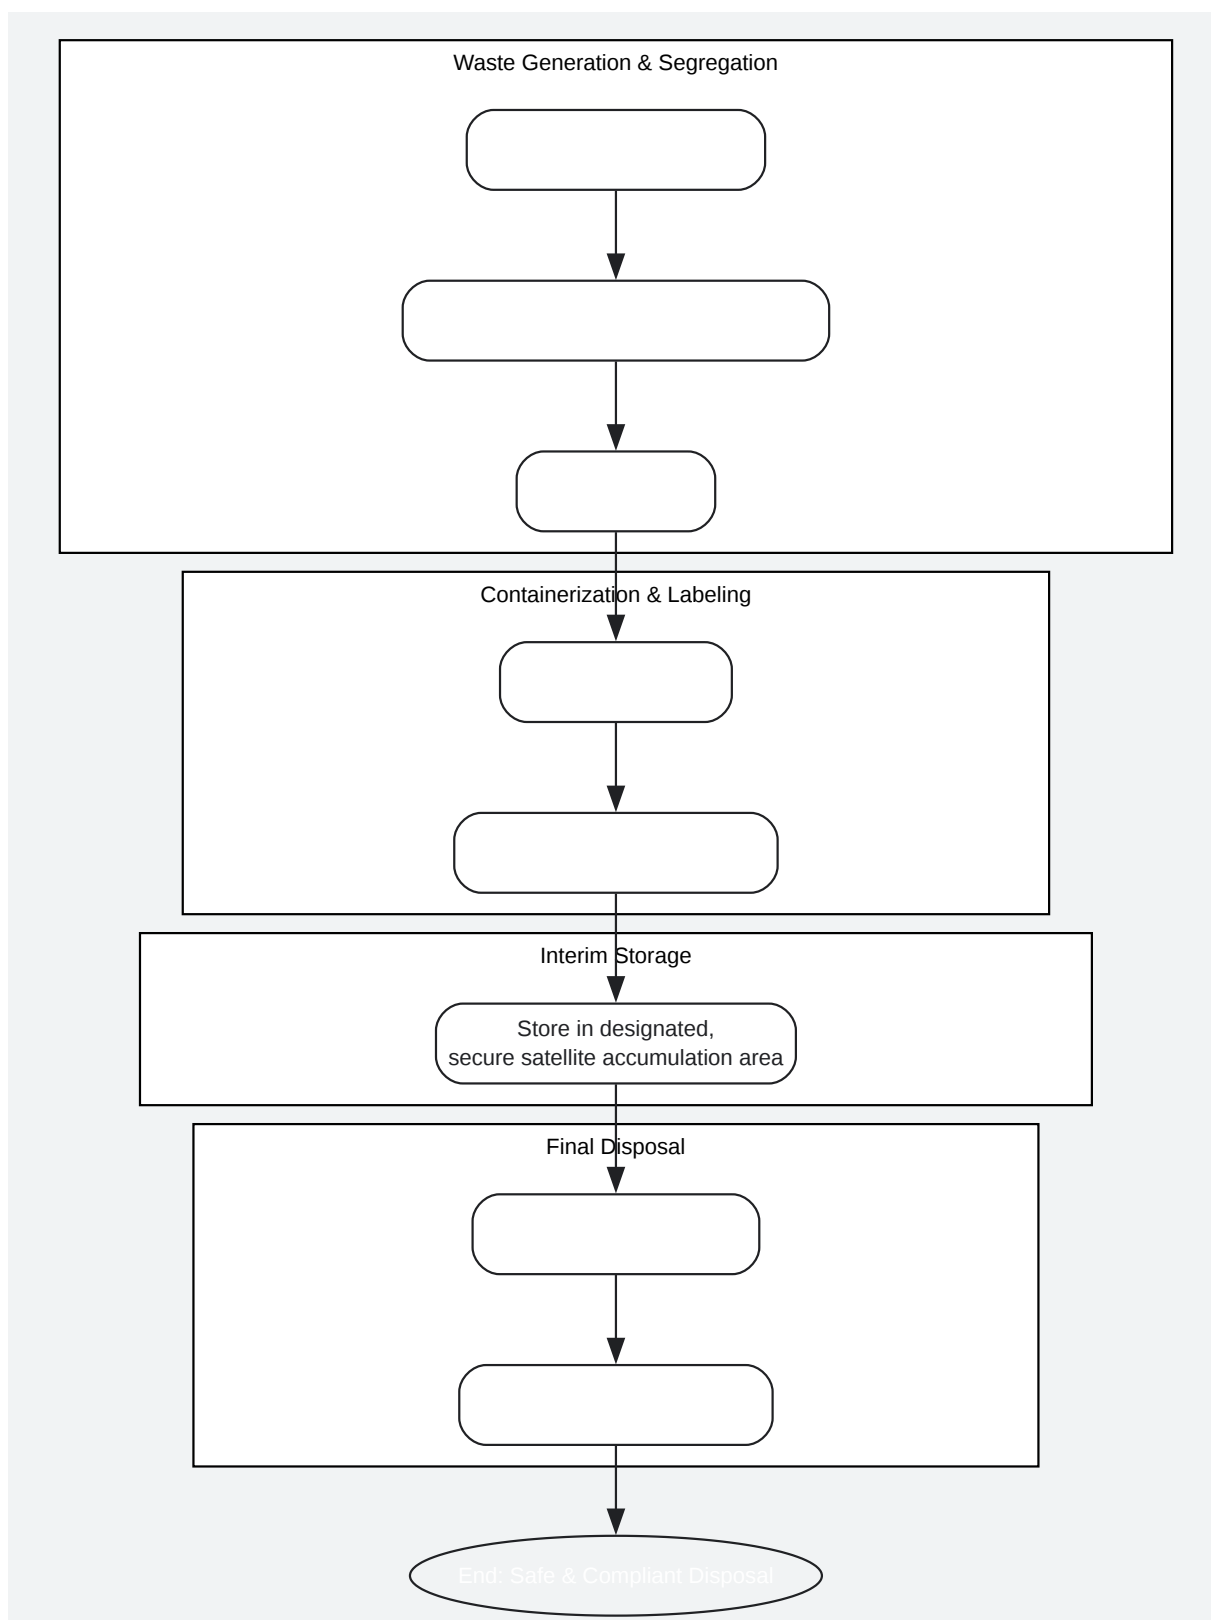 Waste Generation & Segregation
Containerization & Labeling
Interim Storage
Store in designated,
secure satellite accumulation area
Final Disposal
End: Safe & Compliant Disposal